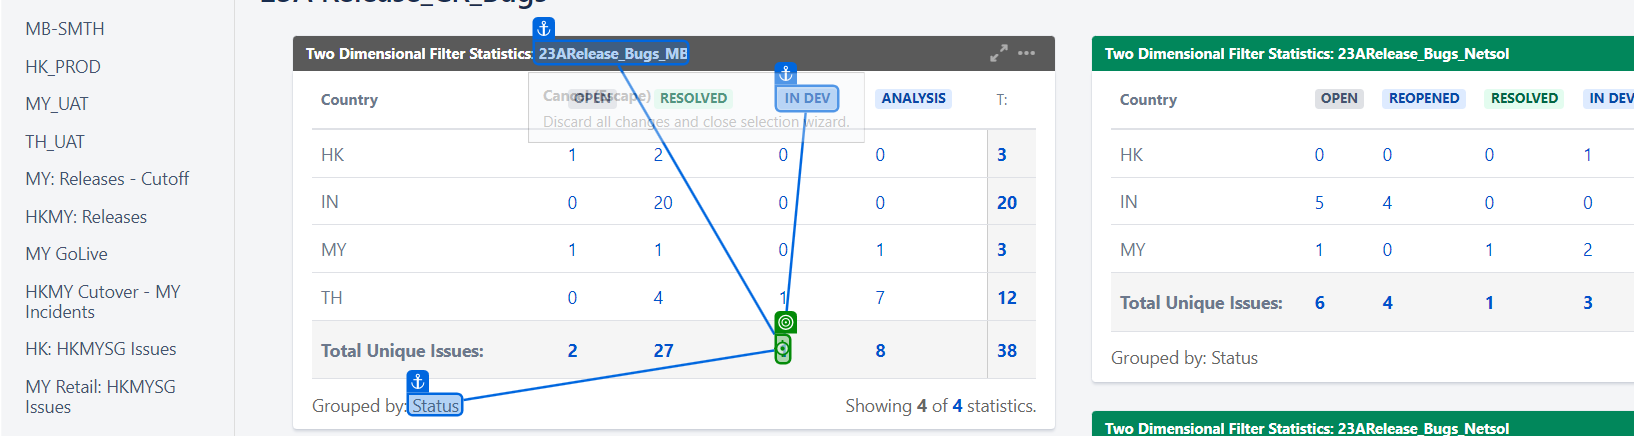 MB-SMTH
HK_PROD
MY_UAT
TH_UAT
MY: Releases - Cutoff
HKMY: Releases
MY GoLive
HKMY Cutover - MY
Incidents
HK: HKMYSG Issues
MY Retail: HKMYSG
Issues
Two Dimensional Filter Statistics: 23ARelease_Bugs_MB
Cancel (Escape)
Discard all changes and close selection wizard.
Country OPEN RESOLVED IN DEV ANALYSIS T:
HK 1 2 0 0 3
IN 0 20 0 0 20
MY 1 1 0 1 3
TH 0 4 1 7 12
Total Unique Issues: 2 27 8 38
Grouped by: Status Showing 4 of 4 statistics.
Two Dimensional Filter Statistics: 23ARelease_Bugs_Netsol
Country OPEN REOPENED RESOLVED IN DEV
HK 0 0 0 1
IN 5 4 0 0
MY 1 0 1 2
Total Unique Issues: 6 4 1 3
Grouped by: Status
Two Dimensional Filter Statistics: 23ARelease_Bugs_Netsol